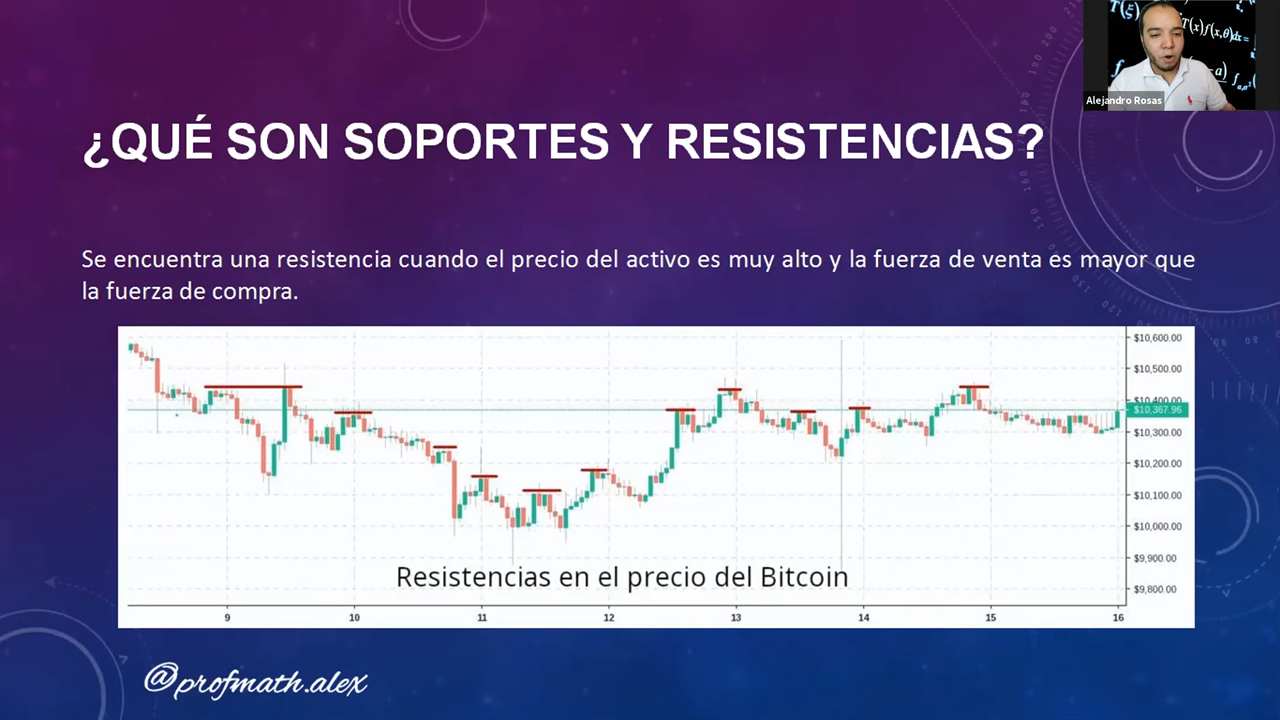 T(ξ)
T(x)f(x,θ)dx =
Alejandro Rosas
¿QUÉ SON SOPORTES Y RESISTENCIAS?
Se encuentra una resistencia cuando el precio del activo es muy alto y la fuerza de venta es mayor que
la fuerza de compra.
$10,600.00
$10,500.00
$10,400.00
$10,367.96
$10,300.00
$10,200.00
$10,100.00
$10,000.00
$9,900.00
$9,800.00
Resistencias en el precio del Bitcoin
9 10 11 12 13 14 15 16
@profmath.alex